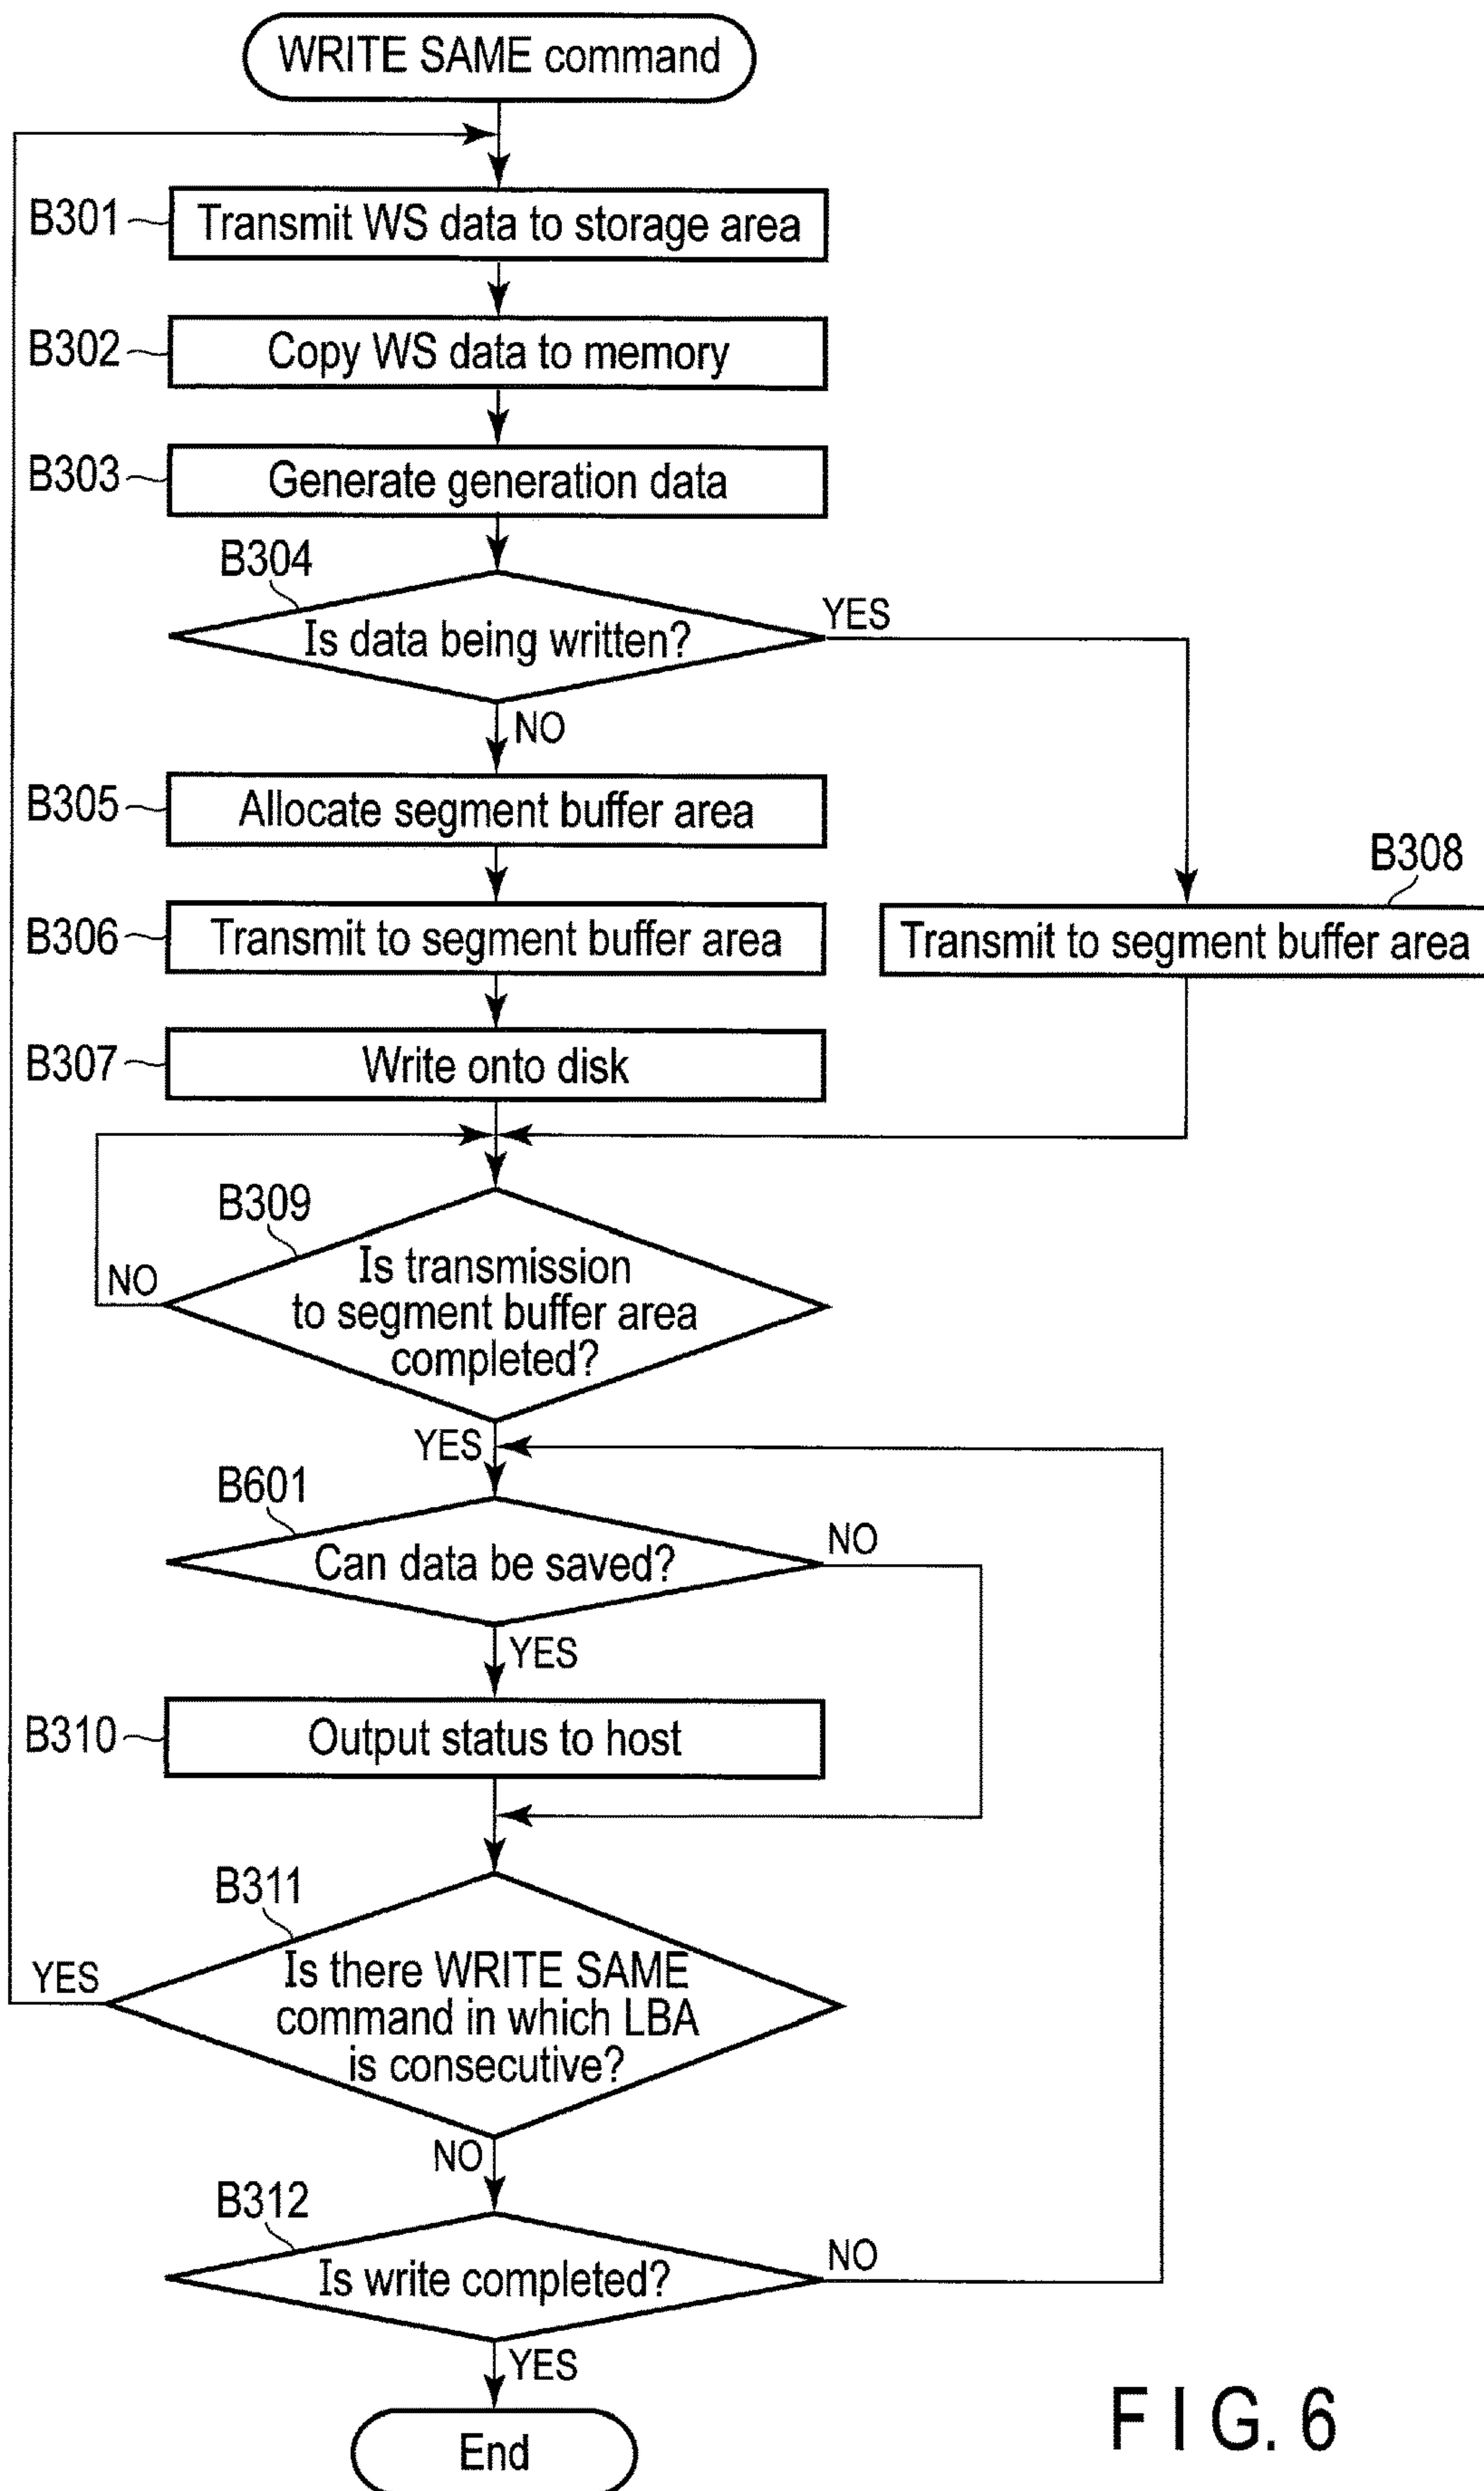 WRITE SAME command
B301
Transmit WS data to storage area
B302
Copy WS data to memory
B303
Generate generation data
B304
Is data being written?
YES
NO
B305
Allocate segment buffer area
B308
B306
Transmit to segment buffer area
Transmit to segment buffer area
B307
Write onto disk
B309
Is transmission
to segment buffer area
completed?
NO
YES
B601
Can data be saved?
NO
YES
B310
Output status to host
B311
Is there WRITE SAME
command in which LBA
is consecutive?
YES
NO
B312
Is write completed?
NO
YES
End
FIG. 6